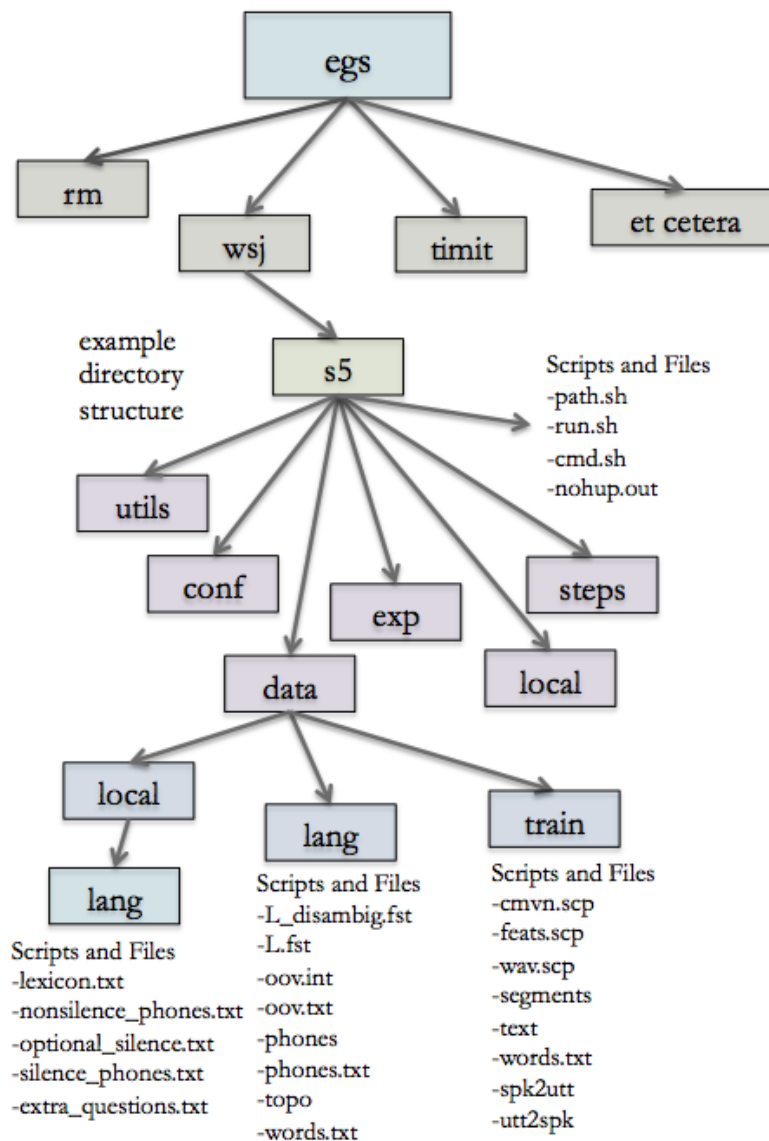 egs
rm
wsj
timit
et cetera
example
directory
structure
s5
Scripts and Files
-path.sh
-run.sh
-cmd.sh
-nohup.out
utils
conf
exp
steps
data
local
local
lang
train
lang
Scripts and Files
-lexicon.txt
-nonsilence_phones.txt
-optional_silence.txt
-silence_phones.txt
-extra_questions.txt
Scripts and Files
-L_disambig.fst
-L.fst
-oov.int
-oov.txt
-phones
-phones.txt
-topo
-words.txt
Scripts and Files
-cmvn.scp
-feats.scp
-wav.scp
-segments
-text
-words.txt
-spk2utt
-utt2spk